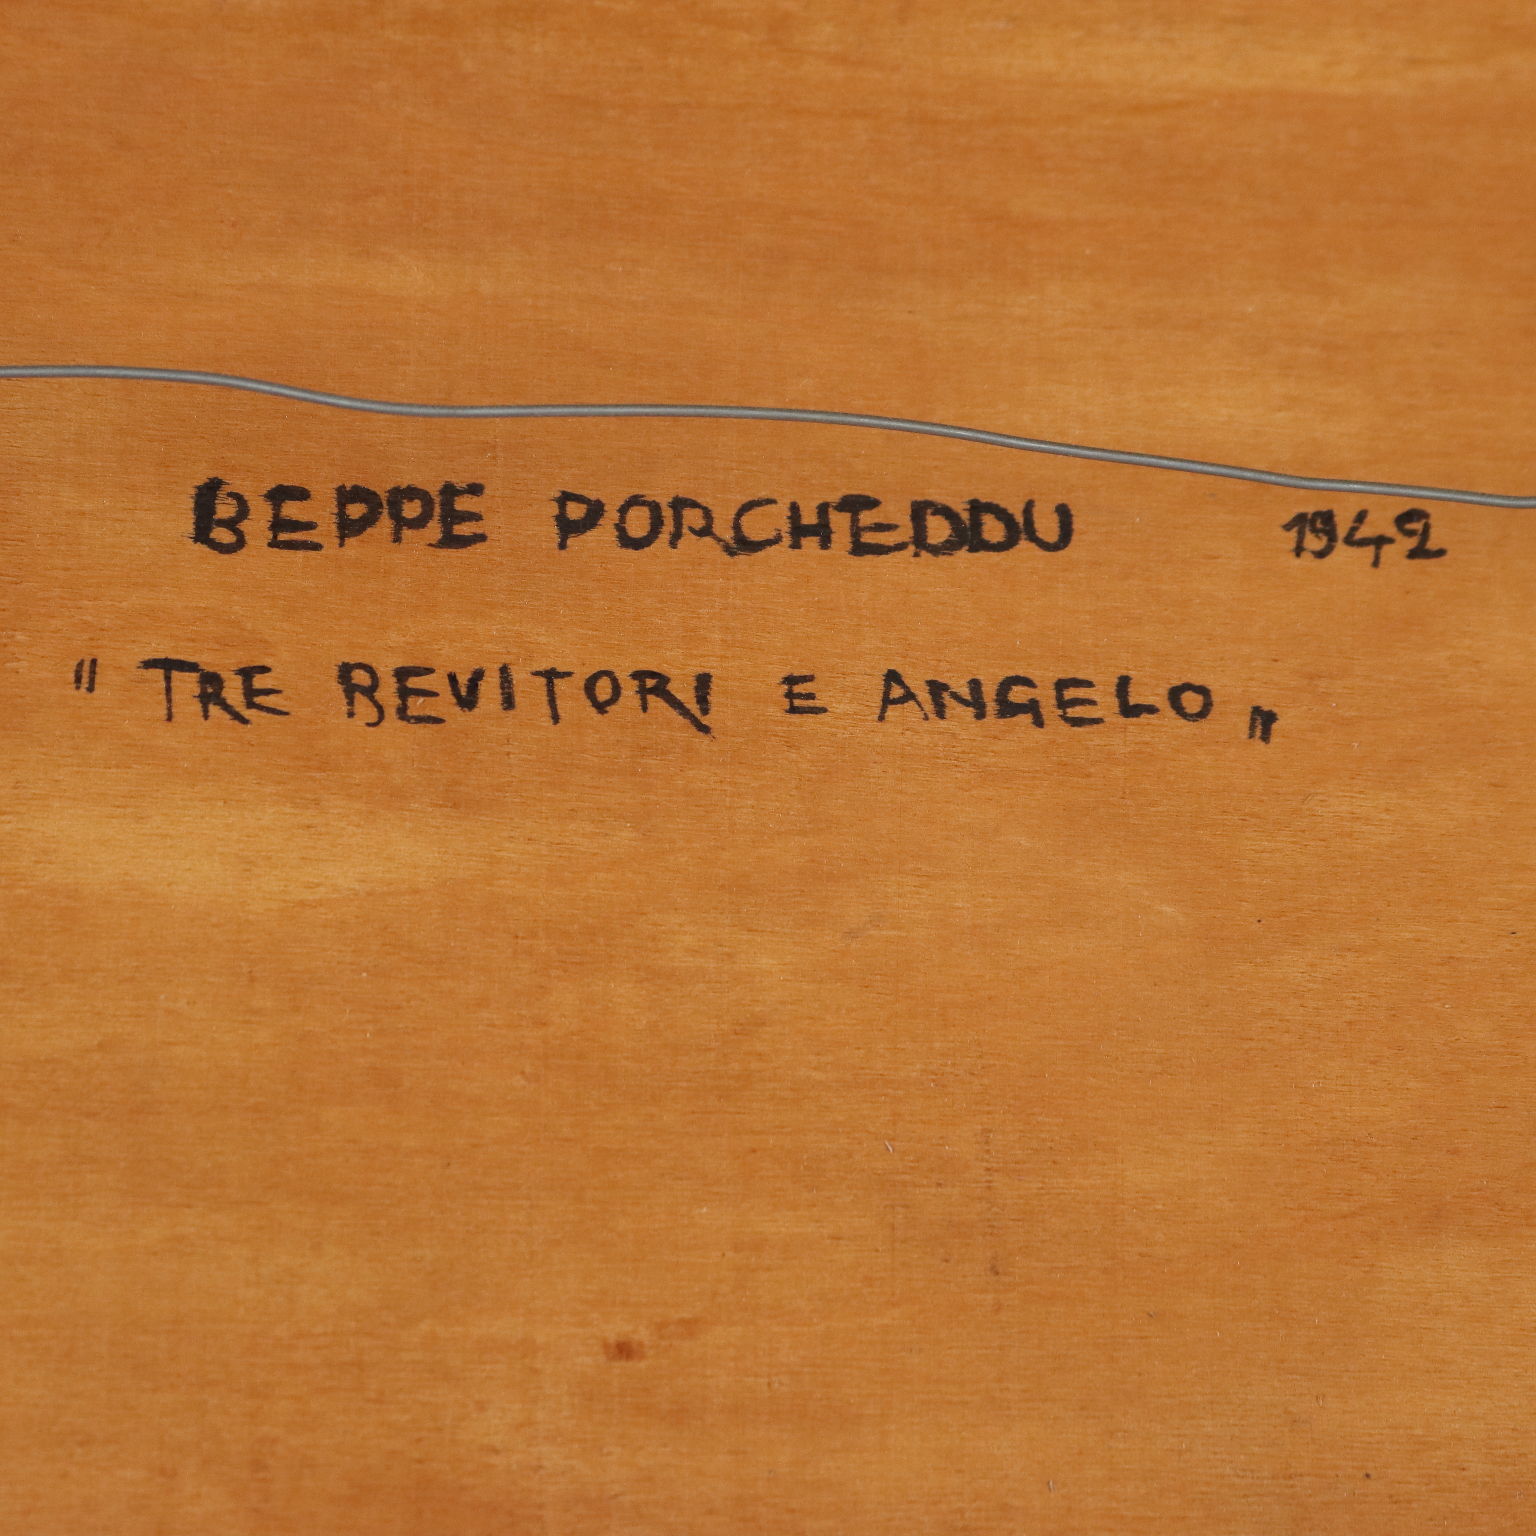 BEPPE PORCHEDDU 1942
" TRE BEVITORI E ANGELO „